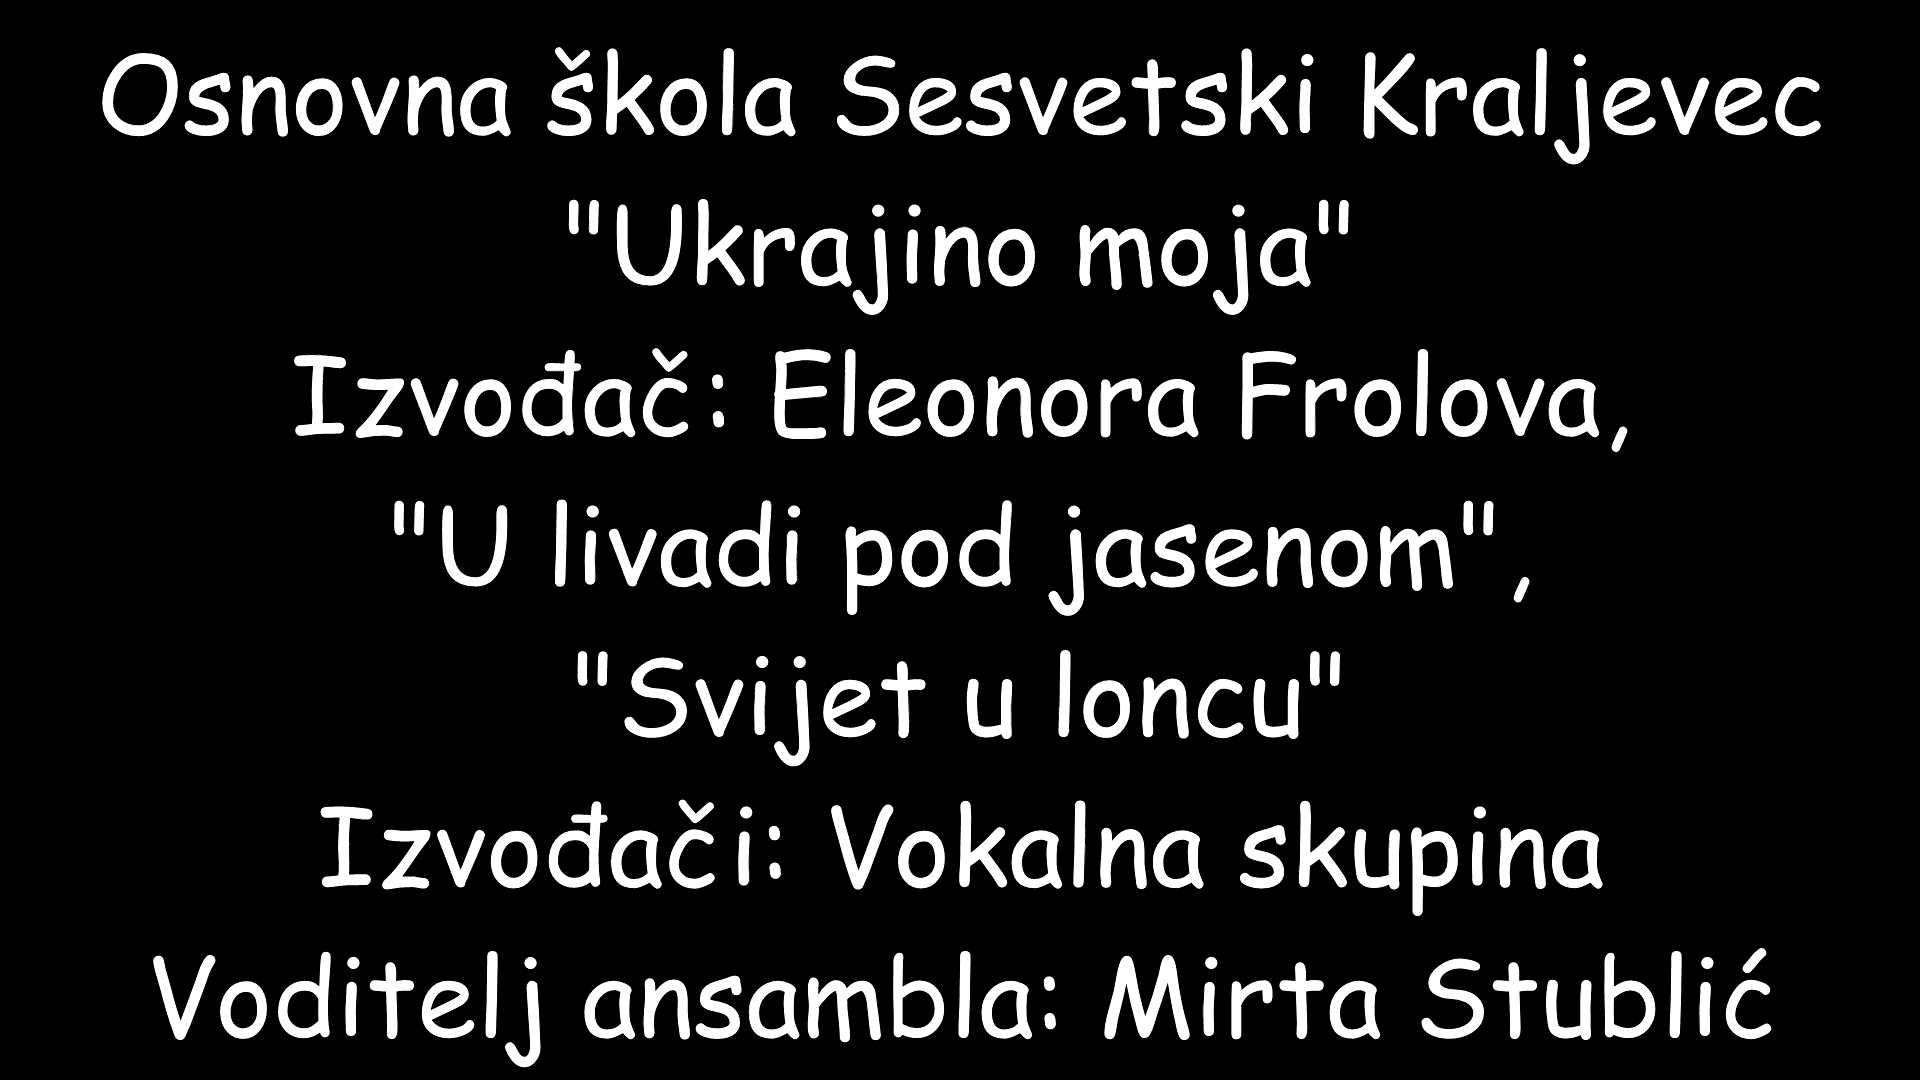 Osnovna škola Sesvetski Kraljevec
"Ukrajino moja"
Izvođač: Eleonora Frolova,
"U livadi pod jasenom",
"Svijet u loncu"
Izvođači: Vokalna skupina
Voditelj ansambla: Mirta Stublić